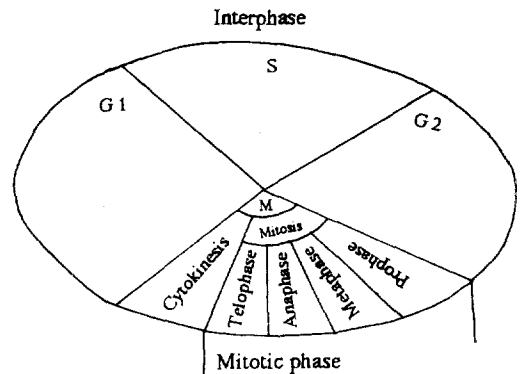 Interphase
S
G 1
G 2
M
Mitosis
Cytokinesis
Telophase
Anaphase
Metaphase
Prophase
Mitotic phase